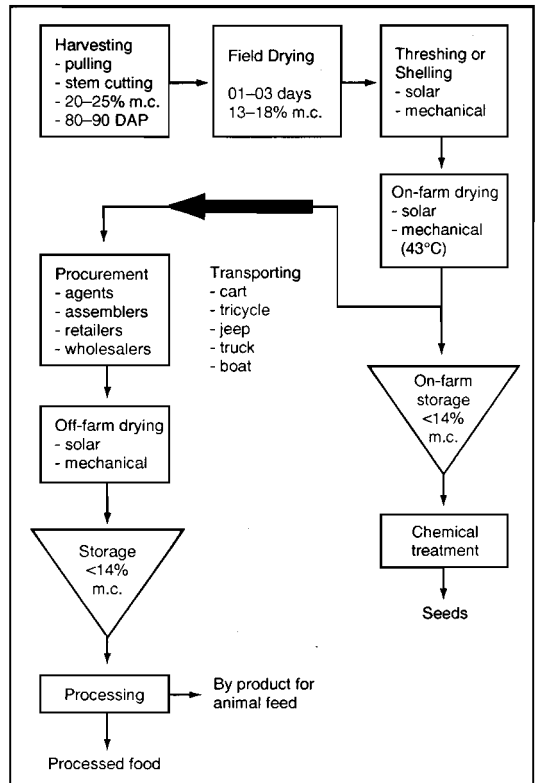 Harvesting
- pulling
- stem cutting
- 20–25% m.c.
- 80–90 DAP
Field Drying
01–03 days
13–18% m.c.
Threshing or
Shelling
- solar
- mechanical
On-farm drying
- solar
- mechanical
(43°C)
Procurement
- agents
- assemblers
- retailers
- wholesalers
Transporting
- cart
- tricycle
- jeep
- truck
- boat
On-farm
storage
<14%
m.c.
Off-farm drying
- solar
- mechanical
Chemical
treatment
Storage
<14%
m.c.
Seeds
Processing
By product for
animal feed
Processed food